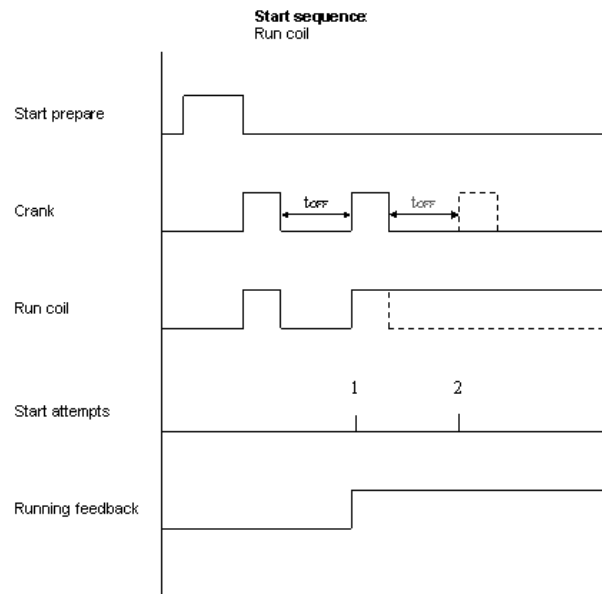 Start sequence:
Run coil
Start prepare
Crank
tOFF
tOFF
Run coil
1
2
Start attempts
Running feedback